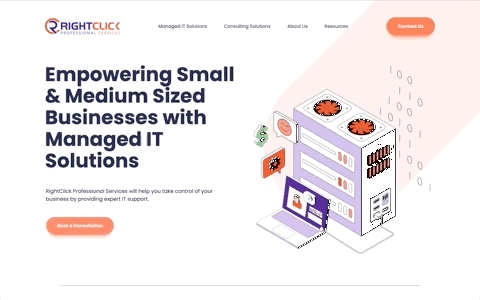 RIGHTCLICK
PROFESSIONAL SERVICES
Managed IT Solutions
Consulting Solutions
About Us
Resources
Contact Us
Empowering Small
& Medium Sized
Businesses with
Managed IT
Solutions
RightClick Professional Services will help you take control of your
business by providing expert IT support.
Book a Consultation